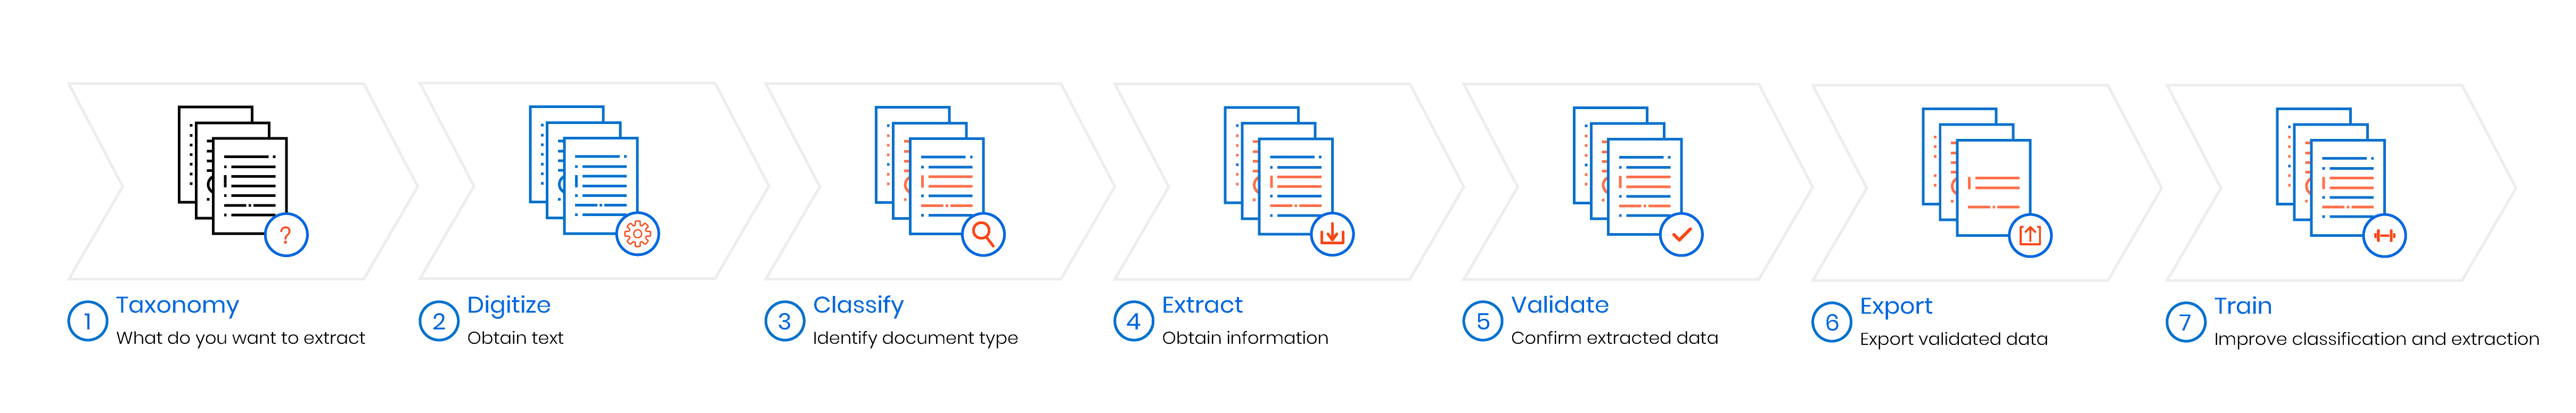 1 Taxonomy
What do you want to extract
2 Digitize
Obtain text
3 Classify
Identify document type
4 Extract
Obtain information
5 Validate
Confirm extracted data
6 Export
Export validated data
7 Train
Improve classification and extraction
?